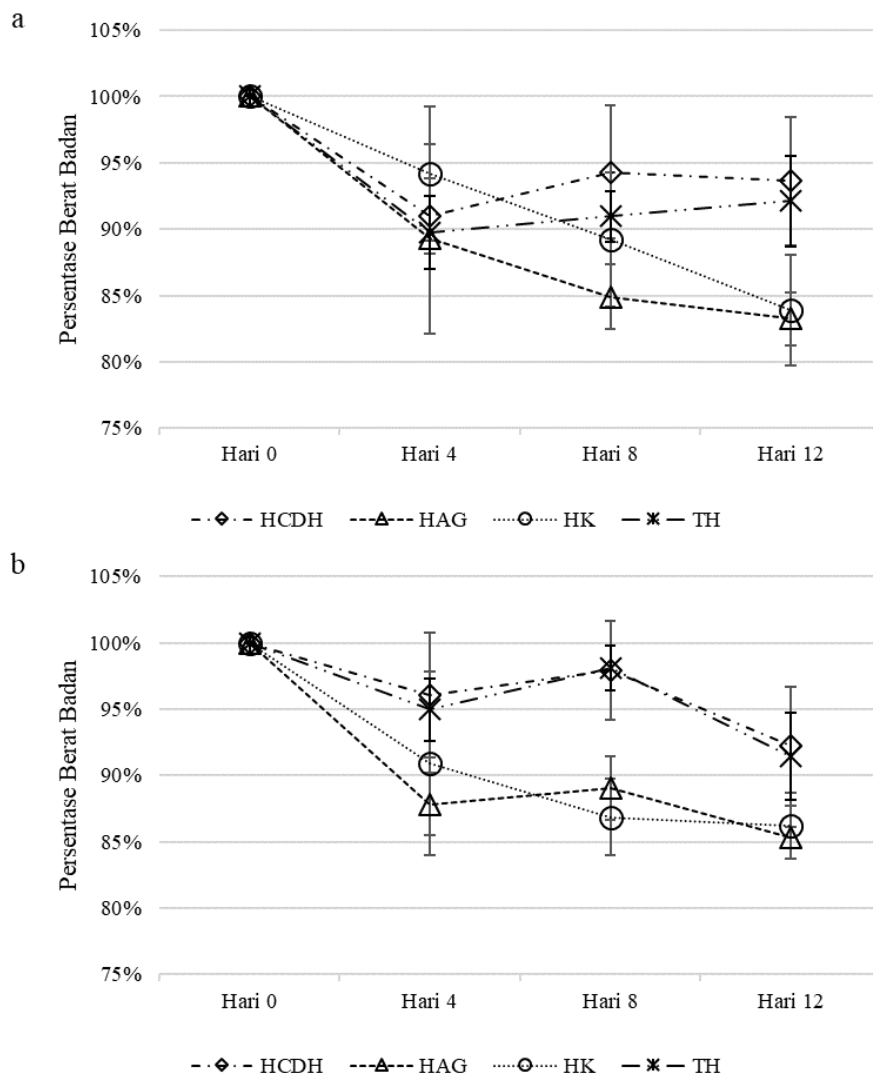 a
105%
100%
95%
90%
85%
80%
75%
Persentase Berat Badan
Hari 0 Hari 4 Hari 8 Hari 12
HCDH HAG HK TH
b
105%
100%
95%
90%
85%
80%
75%
Persentase Berat Badan
Hari 0 Hari 4 Hari 8 Hari 12
HCDH HAG HK TH